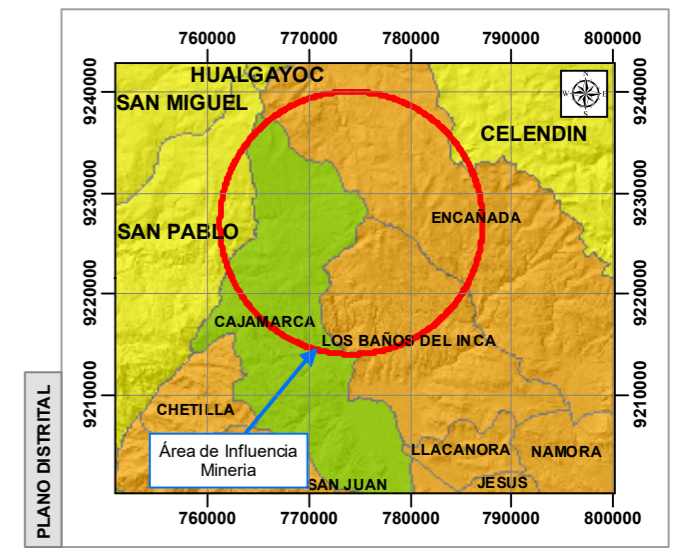 760000 770000 780000 790000 800000
9240000 9240000
HUALGAYOC
N
W E
S
SAN MIGUEL
CELENDIN
9230000 9230000
ENCAÑADA
SAN PABLO
9220000 9220000
CAJAMARCA
LOS BAÑOS DEL INCA
9210000 9210000
CHETILLA
PLANO DISTRITAL
Área de Influencia
Mineria
LLACANORA
NAMORA
SAN JUAN
JESUS
760000 770000 780000 790000 800000